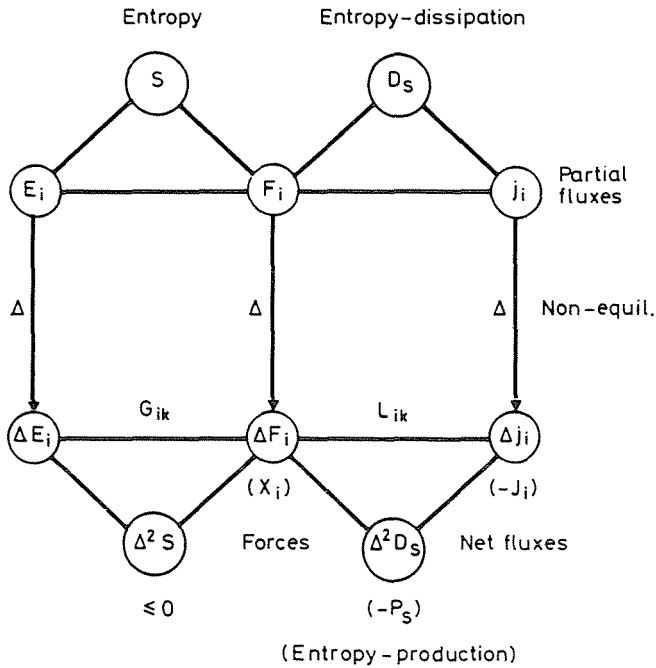 Entropy Entropy-dissipation
S D_S
E_i F_i j_i Partial fluxes
Δ Δ Δ Non-equil.
G_ik L_ik
ΔE_i ΔF_i Δj_i
(X_i) (-J_i)
Δ²S Forces Δ²D_S Net fluxes
≤ 0 (-P_S)
(Entropy-production)